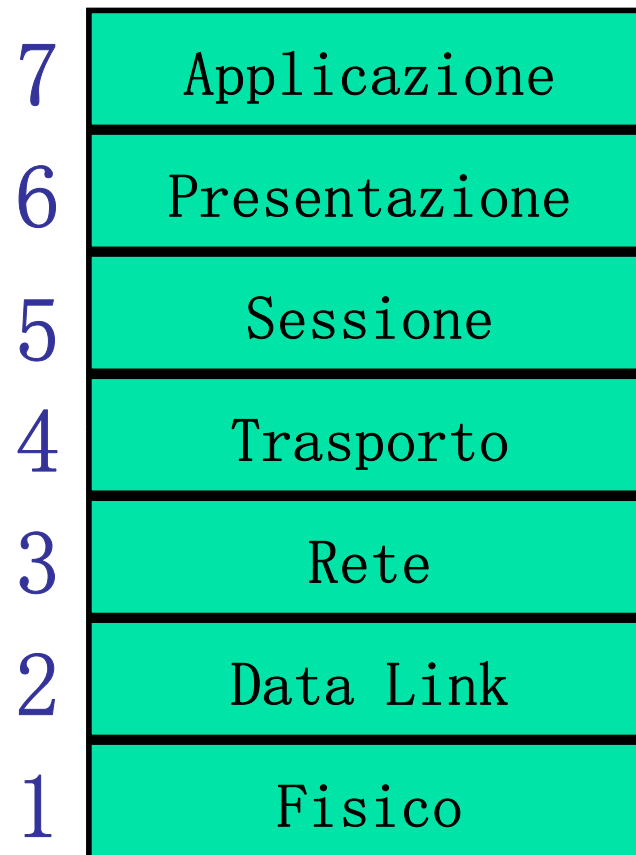 7 Applicazione
6 Presentazione
5 Sessione
4 Trasporto
3 Rete
2 Data Link
1 Fisico